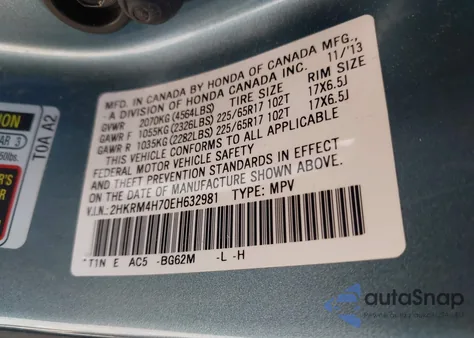 MFD. IN CANADA BY HONDA OF CANADA MFG.,
-A DIVISION OF HONDA CANADA INC. 11/'13
GVWR 2070KG (4564LBS) TIRE SIZE RIM SIZE
GAWR F 1055KG (2326LBS) 225/65R17 102T 17X6.5J
GAWR R 1035KG (2282LBS) 225/65R17 102T 17X6.5J
THIS VEHICLE CONFORMS TO ALL APPLICABLE
FEDERAL MOTOR VEHICLE SAFETY
AND THEFT PREVENTION STANDARDS IN EFFECT
ON THE DATE OF MANUFACTURE SHOWN ABOVE.
V.I.N.: 2HKRM4H70EH632981 TYPE: MPV
*T1N E AC5 -BG62M -L -H
T0A A2
AR 3
autoSnap
autoSnap